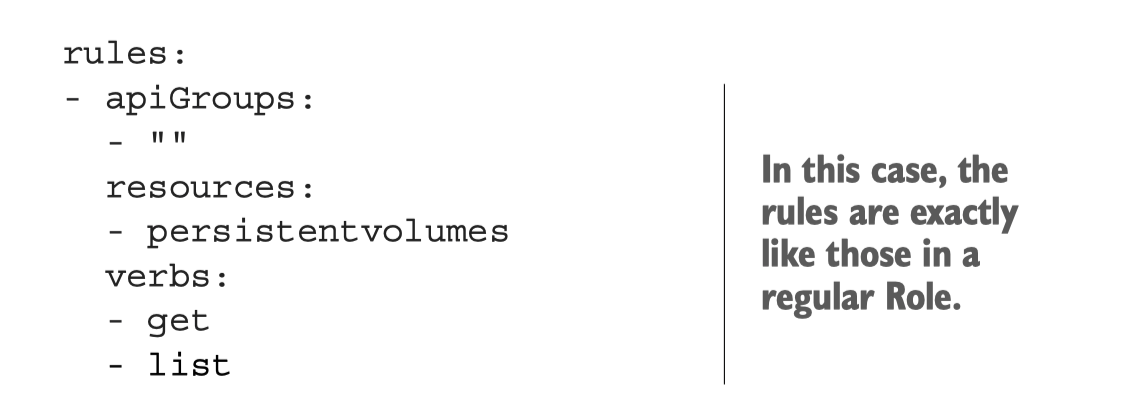 rules:
- apiGroups:
  - ""
  resources:
  - persistentvolumes
  verbs:
  - get
  - list
In this case, the
rules are exactly
like those in a
regular Role.